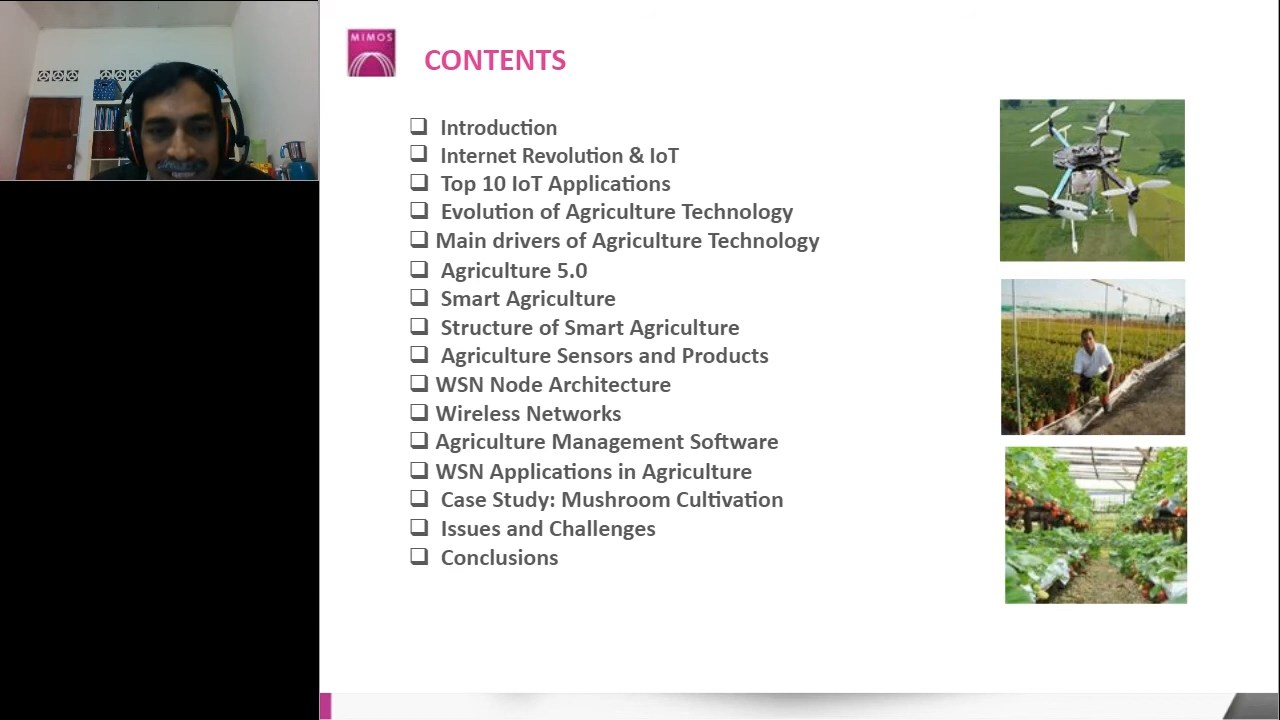 MIMOS
CONTENTS
Introduction
Internet Revolution & IoT
Top 10 IoT Applications
Evolution of Agriculture Technology
Main drivers of Agriculture Technology
Agriculture 5.0
Smart Agriculture
Structure of Smart Agriculture
Agriculture Sensors and Products
WSN Node Architecture
Wireless Networks
Agriculture Management Software
WSN Applications in Agriculture
Case Study: Mushroom Cultivation
Issues and Challenges
Conclusions